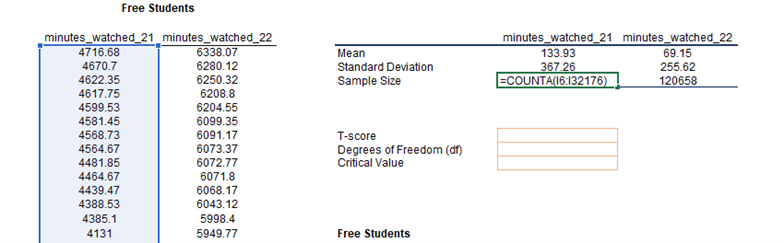 Free Students
minutes_watched_21 minutes_watched_22
4716.68 6338.07
4670.7 6280.12
4622.35 6250.32
4617.75 6208.8
4599.53 6204.55
4581.45 6099.35
4568.73 6091.17
4564.67 6073.37
4481.85 6072.77
4464.67 6071.8
4439.47 6068.17
4388.53 6043.12
4385.1 5998.4
4131 5949.77
minutes_watched_21 minutes_watched_22
Mean 133.93 69.15
Standard Deviation 367.26 255.62
Sample Size =COUNTA(I6:I32176) 120658
T-score
Degrees of Freedom (df)
Critical Value
Free Students